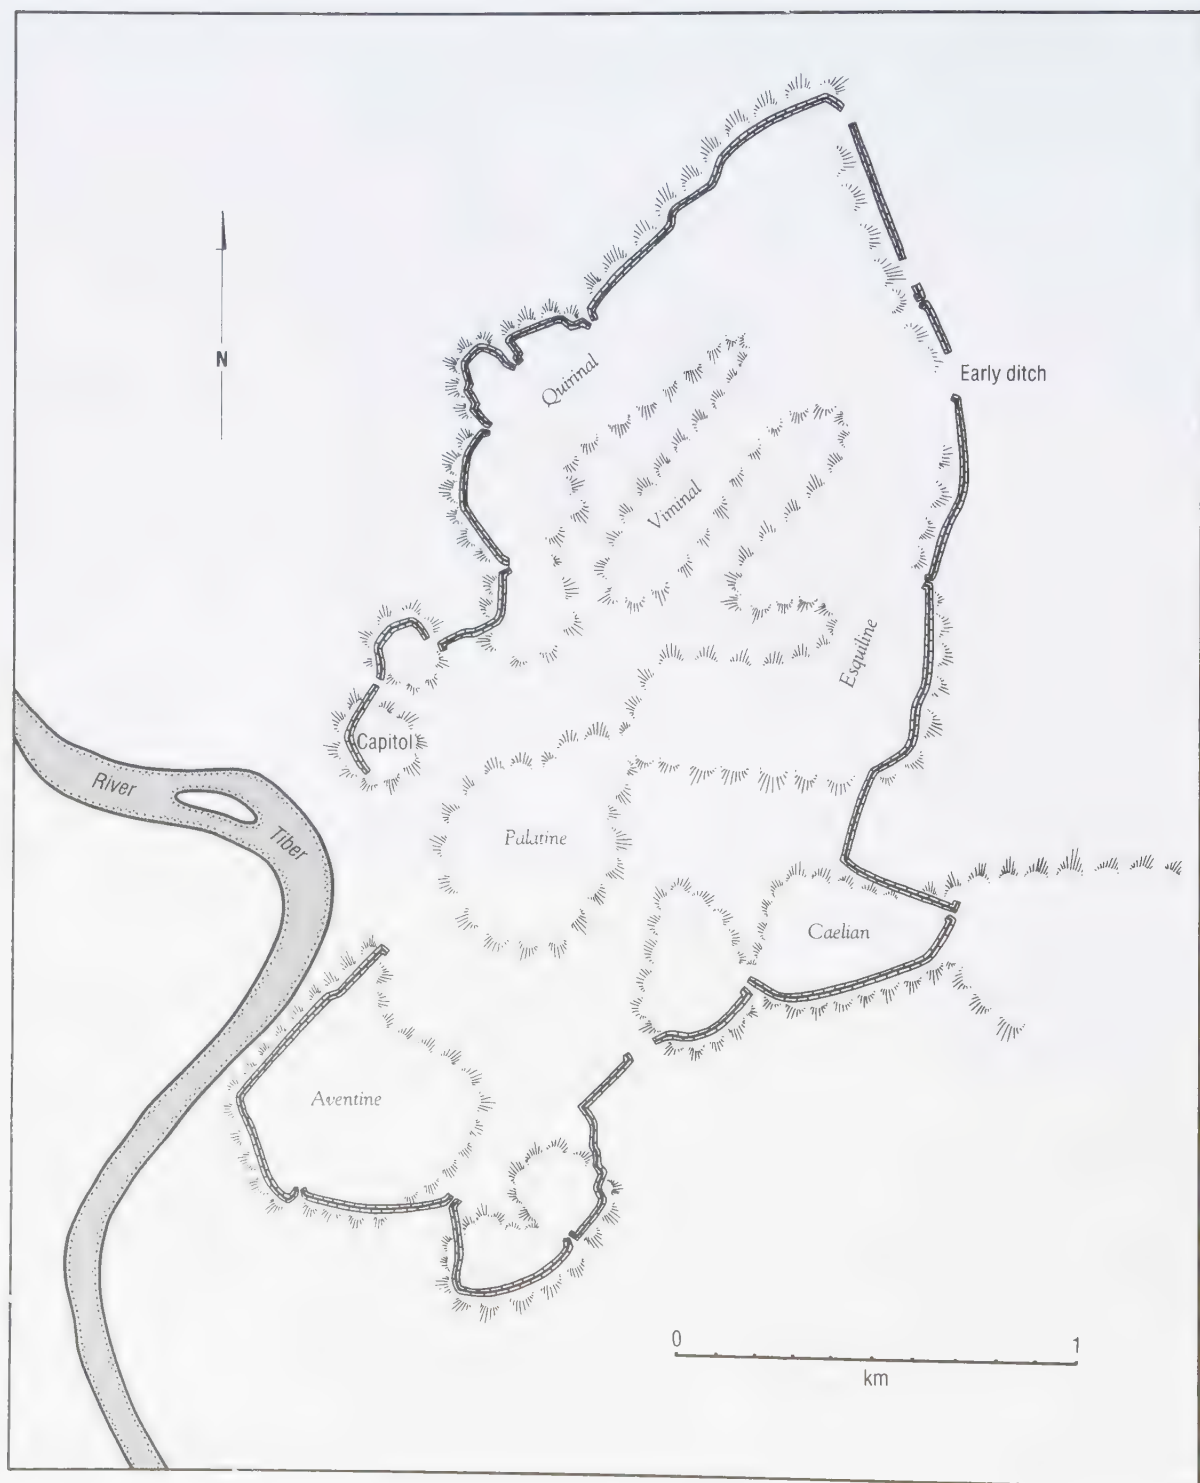 N
Early ditch
Quirinal
Viminal
Esquiline
Capitol
River
Tiber
Palatine
Caelian
Aventine
0 1
km